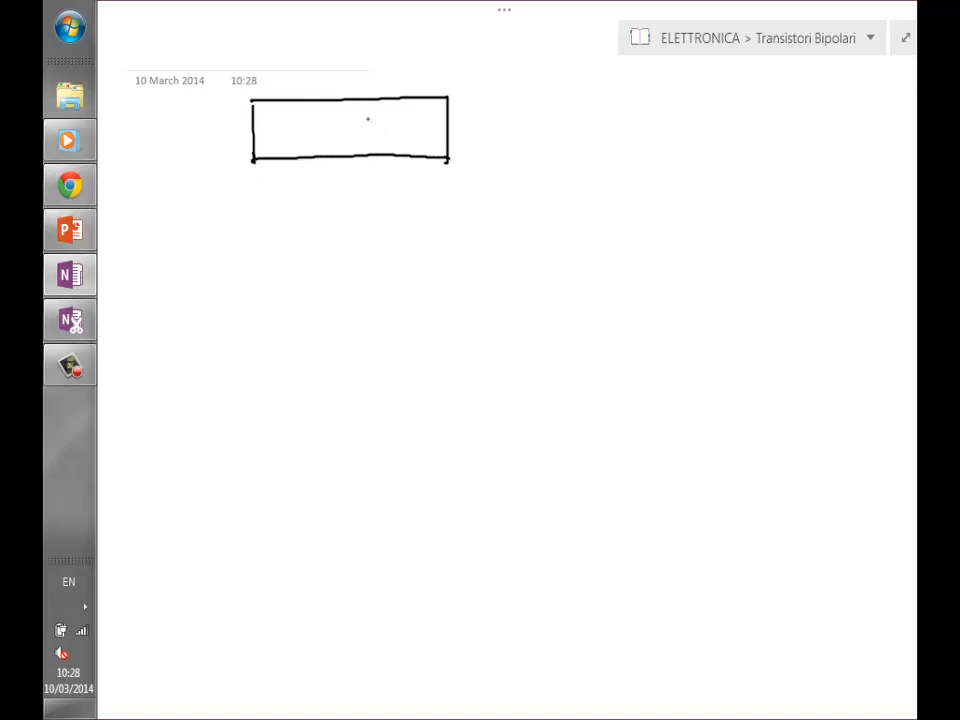 ELETTRONICA > Transistori Bipolari
10 March 2014 10:28
P
N
N
EN
10:28
10/03/2014